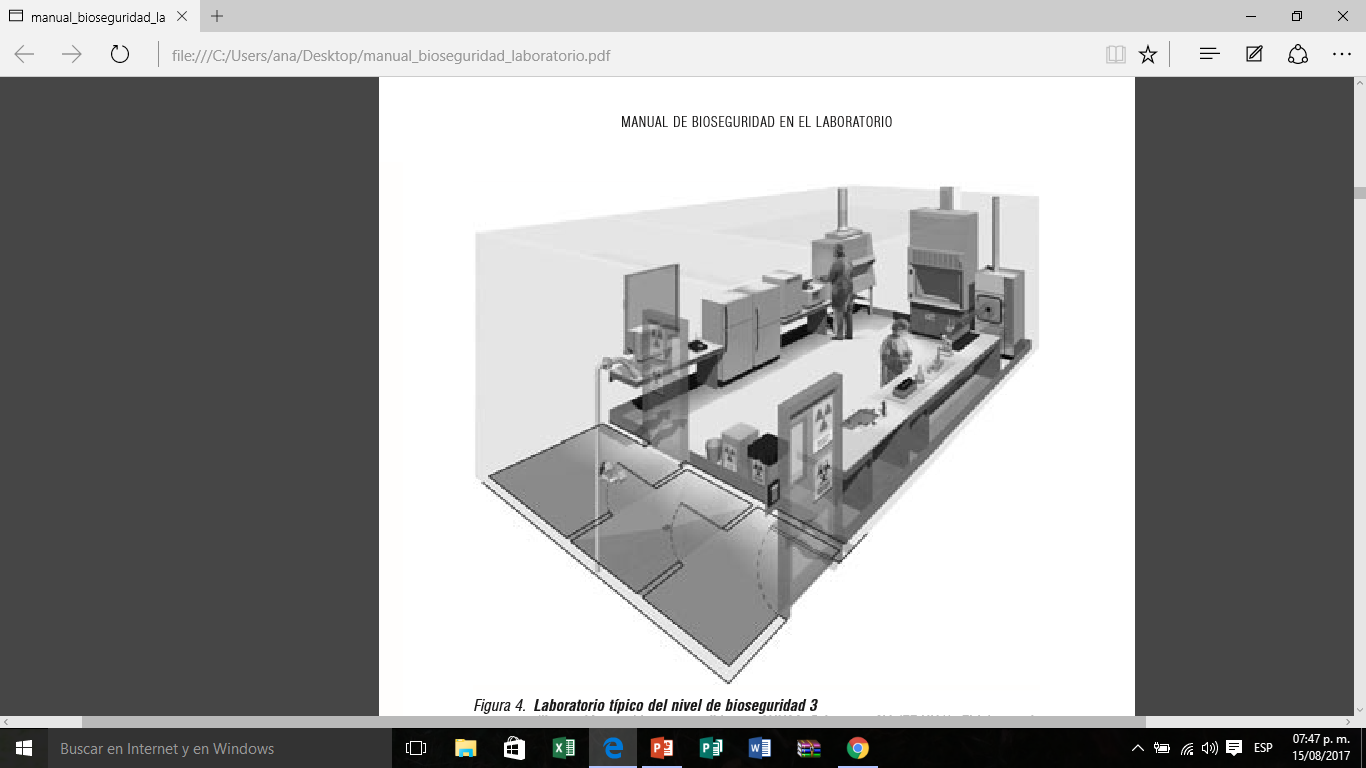 manual_bioseguridad_la
file:///C:/Users/ana/Desktop/manual_bioseguridad_laboratorio.pdf
MANUAL DE BIOSEGURIDAD EN EL LABORATORIO
Figura 4. Laboratorio típico del nivel de bioseguridad 3
Buscar en Internet y en Windows
ESP
07:47 p. m.
15/08/2017